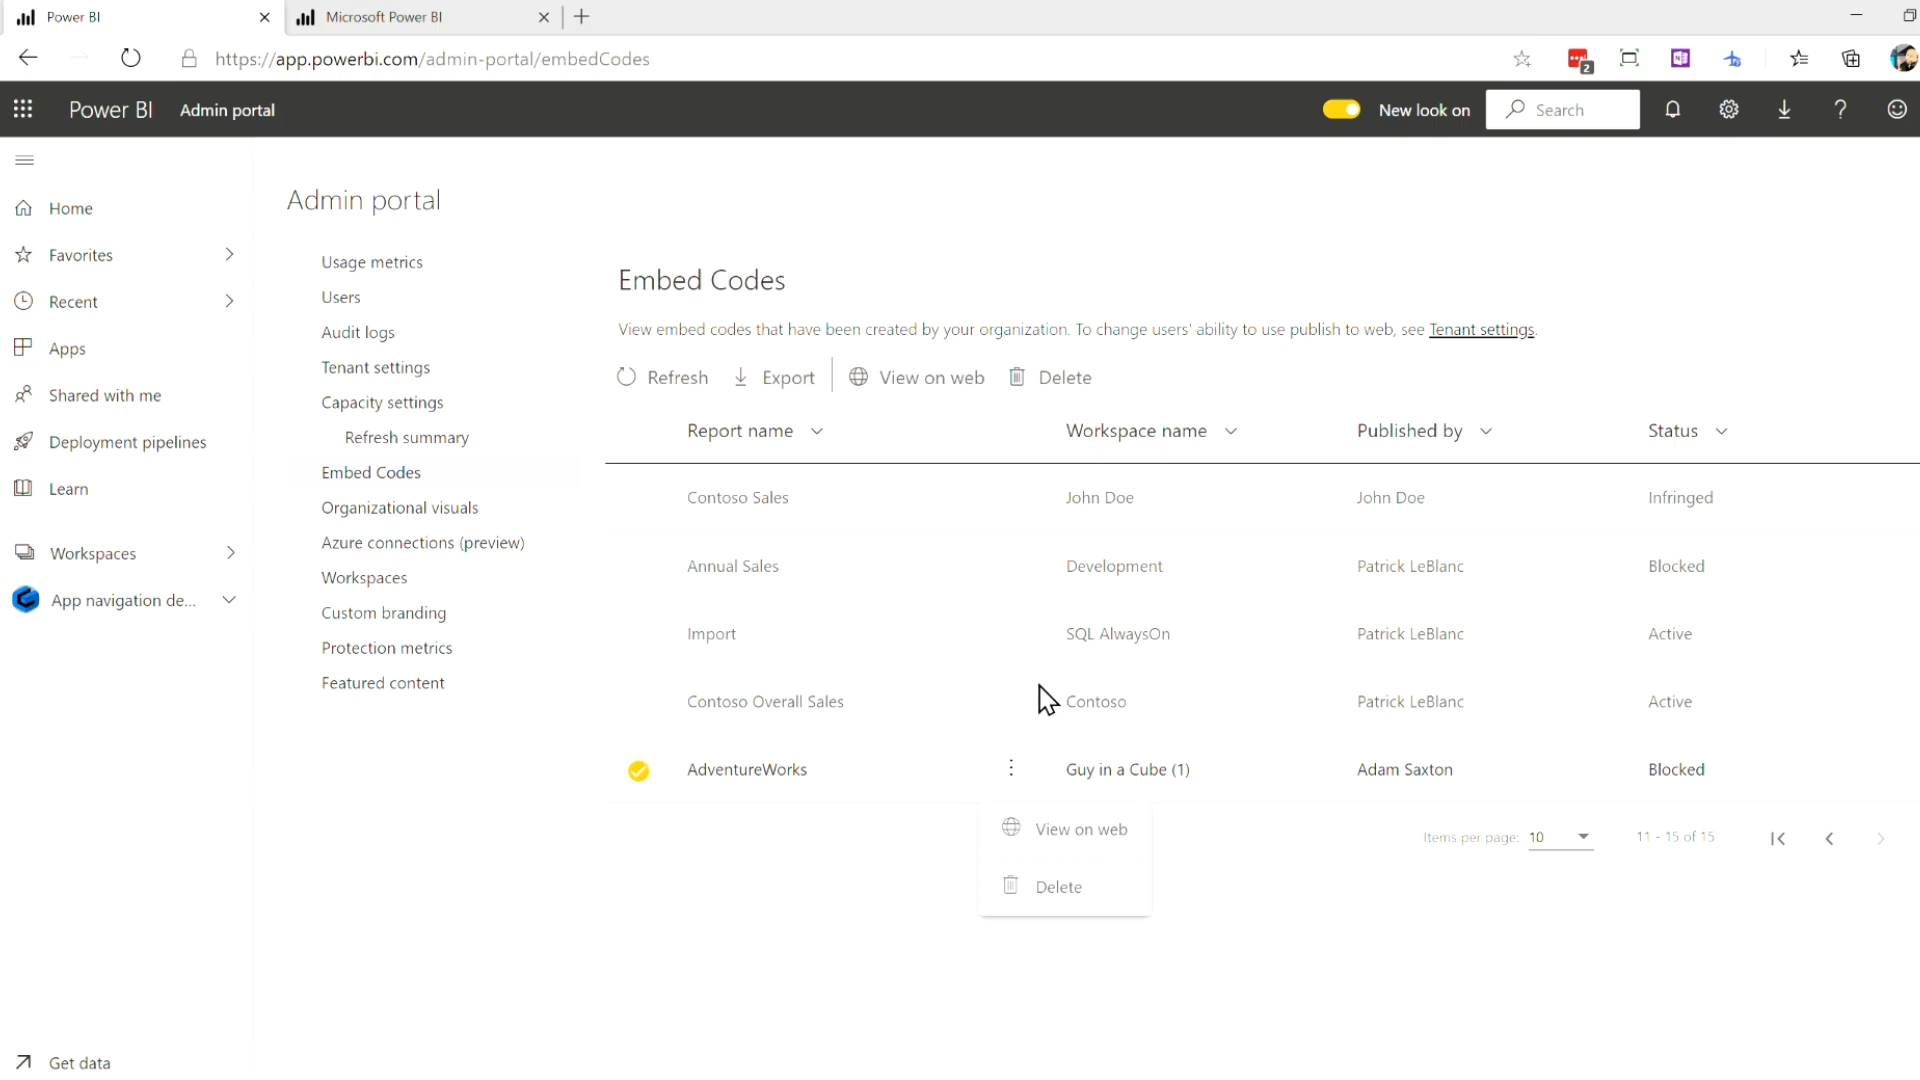 Power BI
Microsoft Power BI
https://app.powerbi.com/admin-portal/embedCodes
2
Power BI
Admin portal
New look on
Search
Home
Favorites
Recent
Apps
Shared with me
Deployment pipelines
Learn
Workspaces
App navigation de...
Get data
Admin portal
Usage metrics
Users
Audit logs
Tenant settings
Capacity settings
Refresh summary
Embed Codes
Organizational visuals
Azure connections (preview)
Workspaces
Custom branding
Protection metrics
Featured content
Embed Codes
View embed codes that have been created by your organization. To change users' ability to use publish to web, see Tenant settings.
Refresh Export View on web Delete
Report name Workspace name Published by Status
Contoso Sales John Doe John Doe Infringed
Annual Sales Development Patrick LeBlanc Blocked
Import SQL AlwaysOn Patrick LeBlanc Active
Contoso Overall Sales Contoso Patrick LeBlanc Active
AdventureWorks Guy in a Cube (1) Adam Saxton Blocked
View on web
Delete
Items per page: 10 11 - 15 of 15